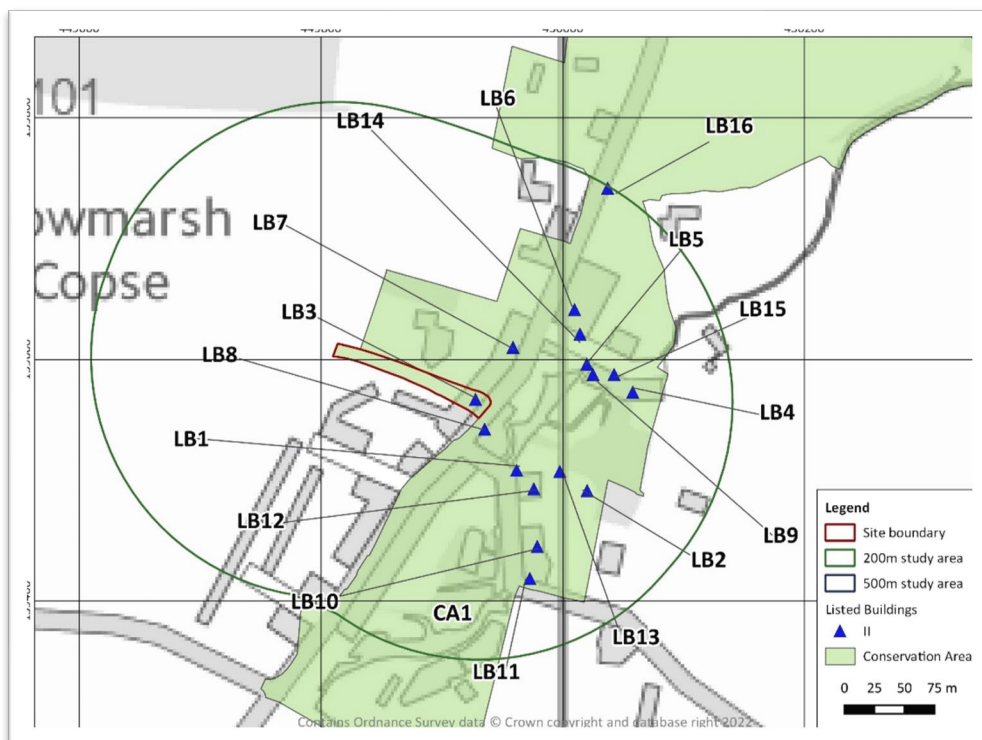 101
LB6
LB14
LB16
owmarsh
LB7
LB5
Copse
LB3
LB15
LB8
LB4
LB1
Legend
LB12
LB9
Site boundary
200m study area
LB2
500m study area
LB10
CA1
Listed Buildings
II
LB13
Conservation Area
LB11
0 25 50 75 m
Contains Ordnance Survey data © Crown copyright and database right 2022